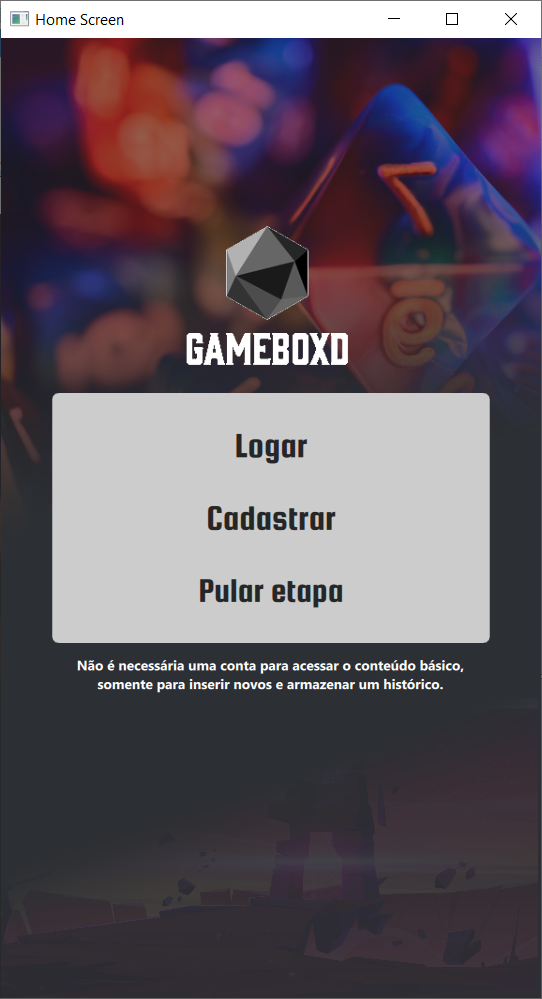 Home Screen
7
GAMEBOXD
Logar
Cadastrar
Pular etapa
Não é necessária uma conta para acessar o conteúdo básico,
somente para inserir novos e armazenar um histórico.